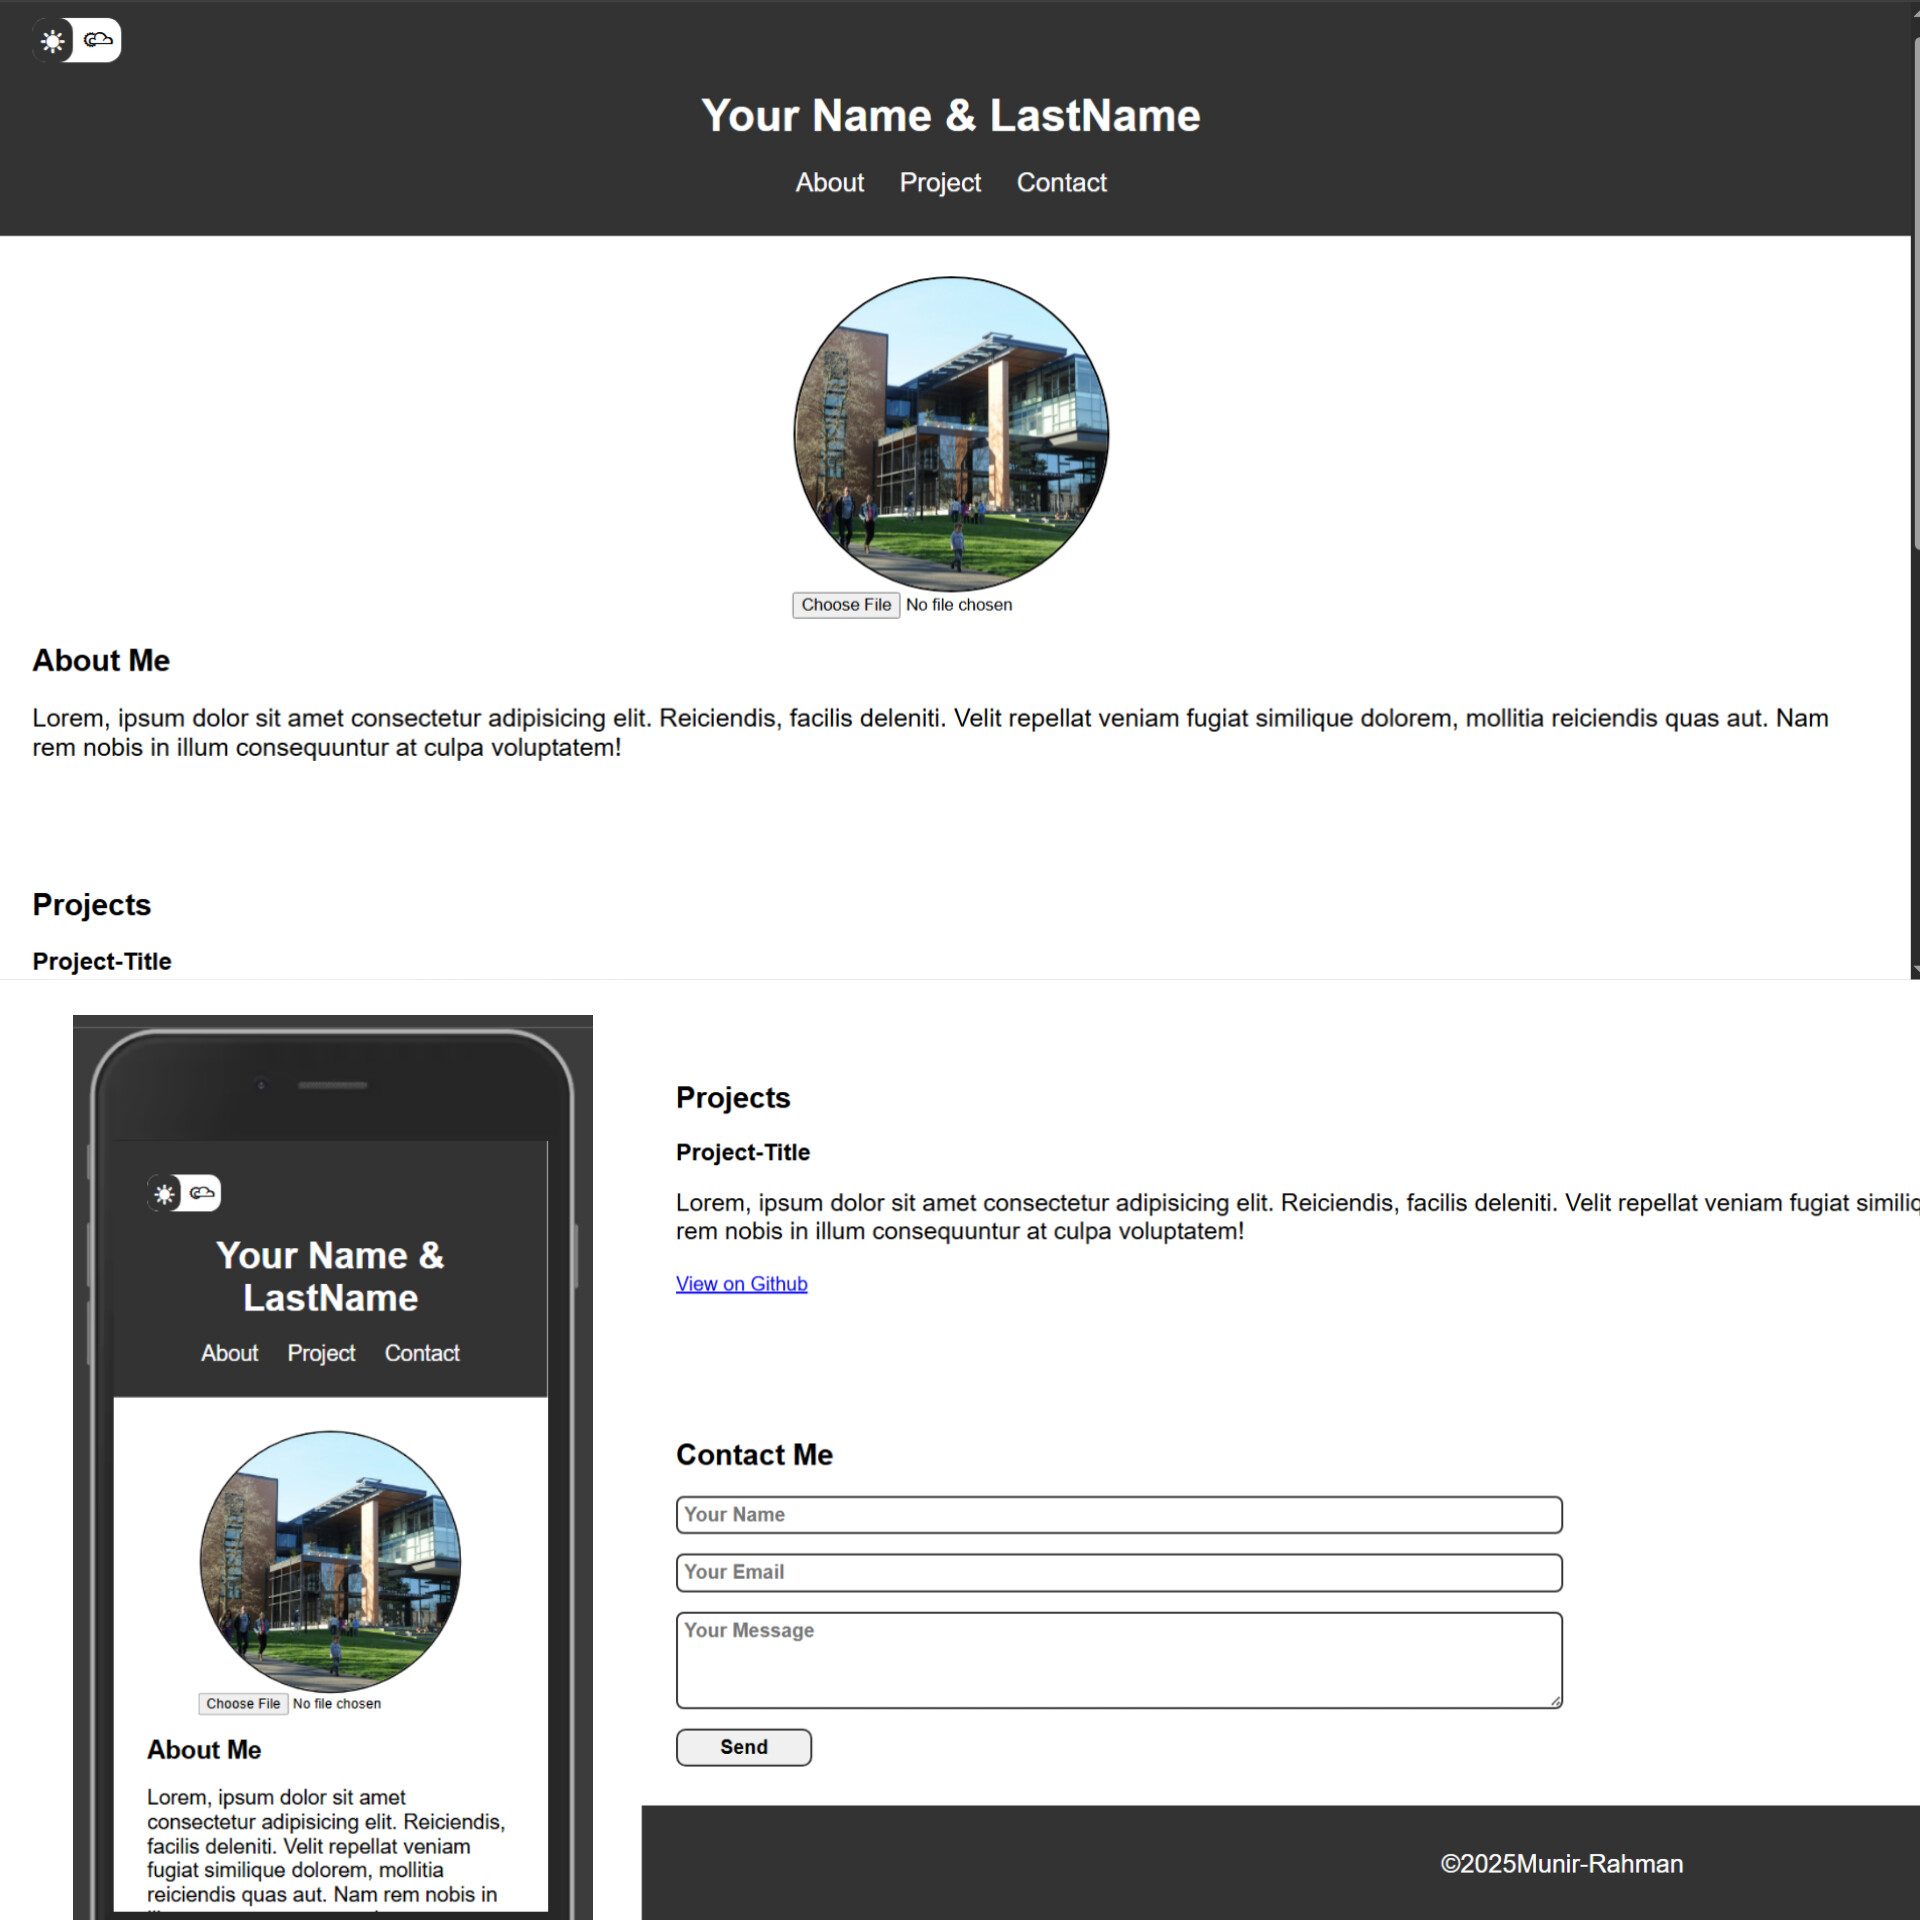 Your Name & LastName
About Project Contact
Choose File No file chosen
About Me
Lorem, ipsum dolor sit amet consectetur adipisicing elit. Reiciendis, facilis deleniti. Velit repellat veniam fugiat similique dolorem, mollitia reiciendis quas aut. Nam
rem nobis in illum consequuntur at culpa voluptatem!
Projects
Project-Title
Your Name &
LastName
About Project Contact
Choose File No file chosen
About Me
Lorem, ipsum dolor sit amet
consectetur adipisicing elit. Reiciendis,
facilis deleniti. Velit repellat veniam
fugiat similique dolorem, mollitia
reiciendis quas aut. Nam rem nobis in
Projects
Project-Title
Lorem, ipsum dolor sit amet consectetur adipisicing elit. Reiciendis, facilis deleniti. Velit repellat veniam fugiat
rem nobis in illum consequuntur at culpa voluptatem!
View on Github
Contact Me
Your Name
Your Email
Your Message
Send
©2025Munir-Rahman